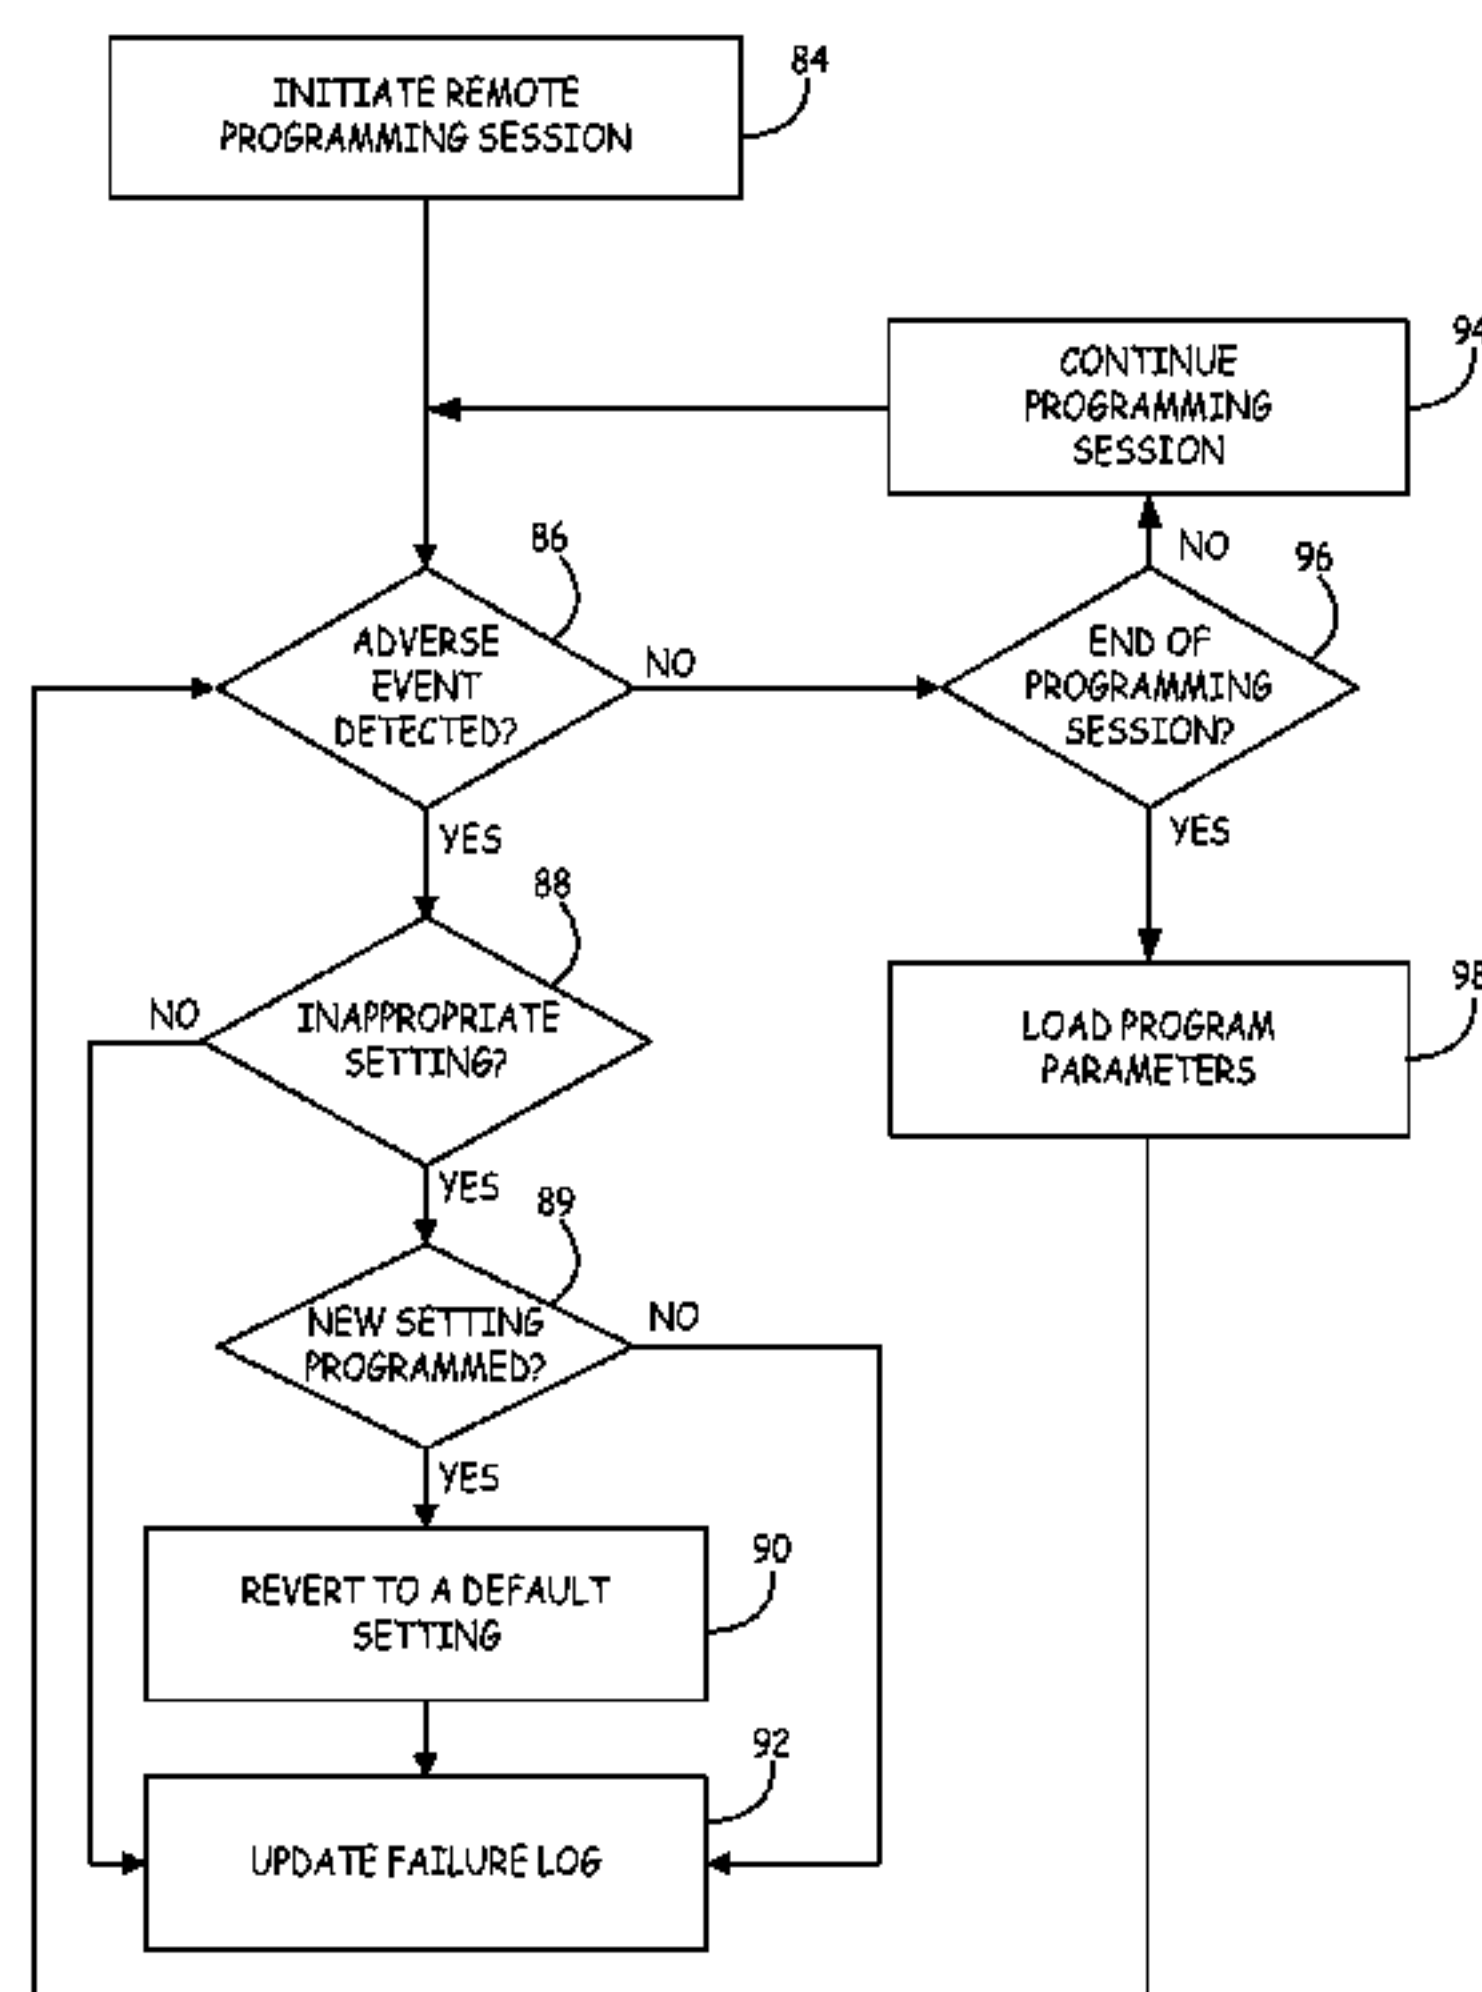 84
INITIATE REMOTE
PROGRAMMING SESSION
94
CONTINUE
PROGRAMMING
SESSION
86
NO
96
ADVERSE
EVENT
DETECTED?
NO
END OF
PROGRAMMING
SESSION?
YES
YES
88
NO
INAPPROPRIATE
SETTING?
98
LOAD PROGRAM
PARAMETERS
YES
89
NEW SETTING
PROGRAMMED?
NO
YES
90
REVERT TO A DEFAULT
SETTING
92
UPDATE FAILURE LOG